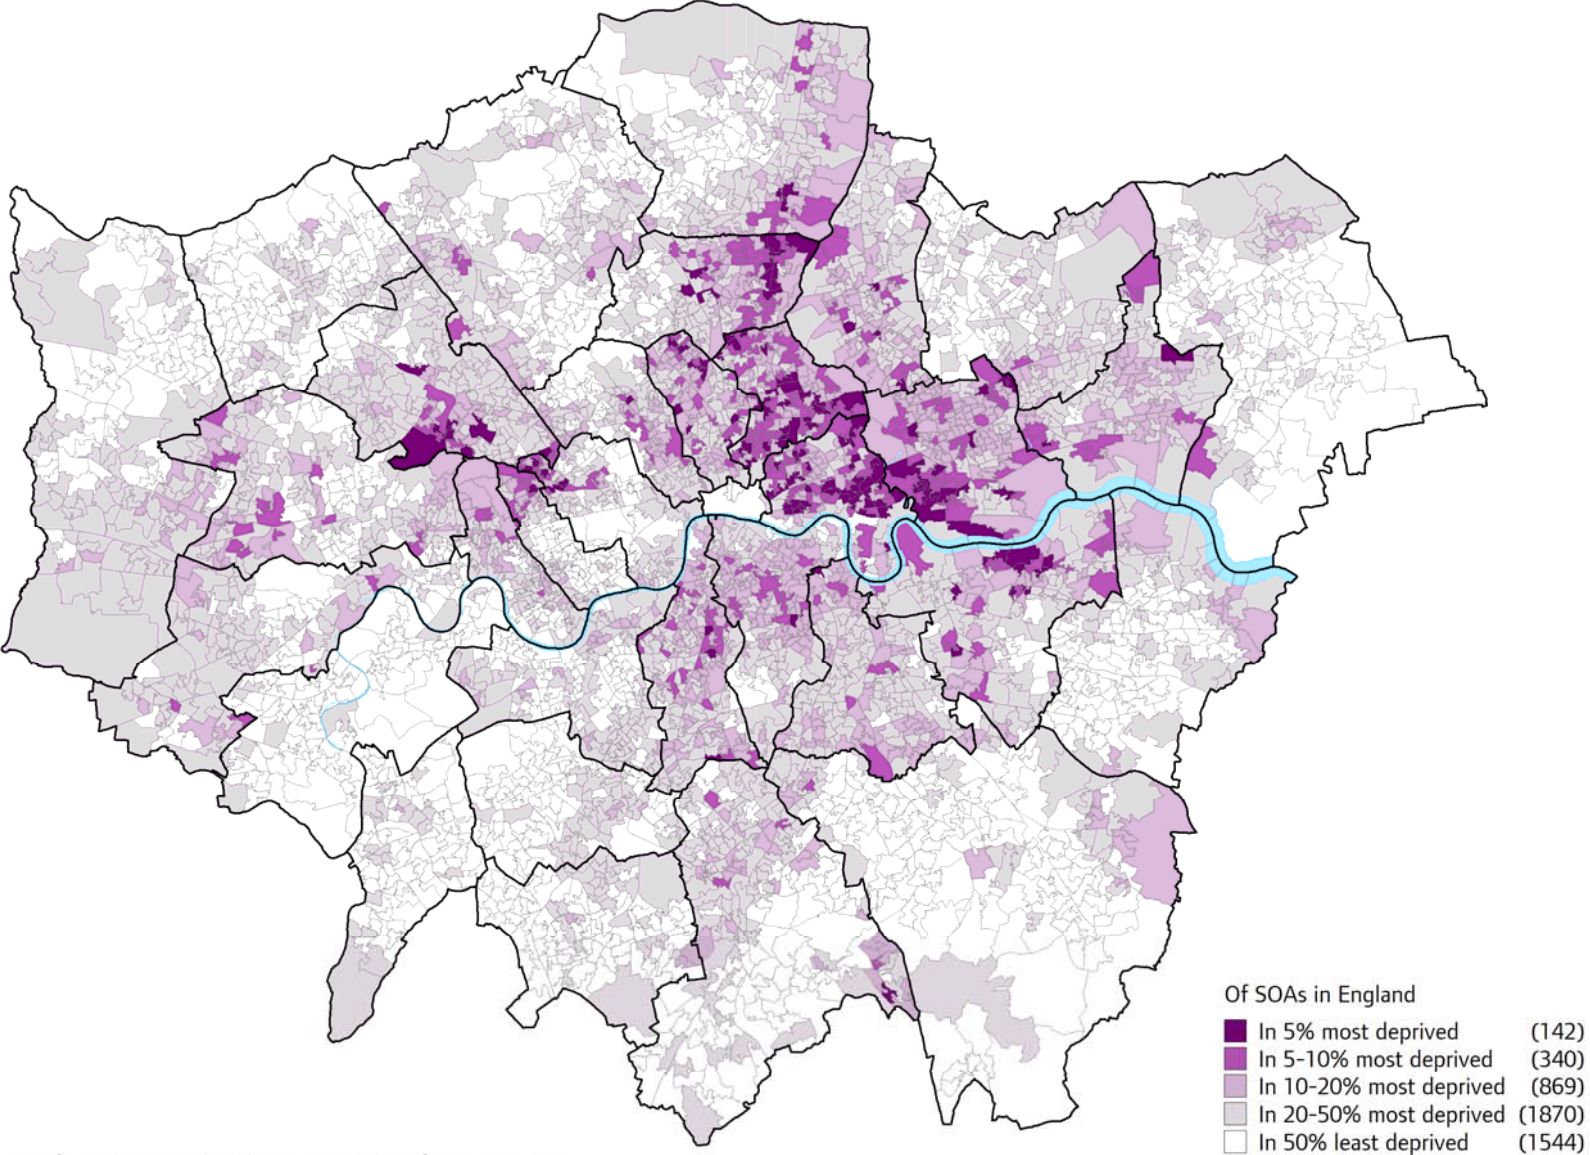 Of SOAs in England
In 5% most deprived (142)
In 5-10% most deprived (340)
In 10-20% most deprived (869)
In 20-50% most deprived (1870)
In 50% least deprived (1544)